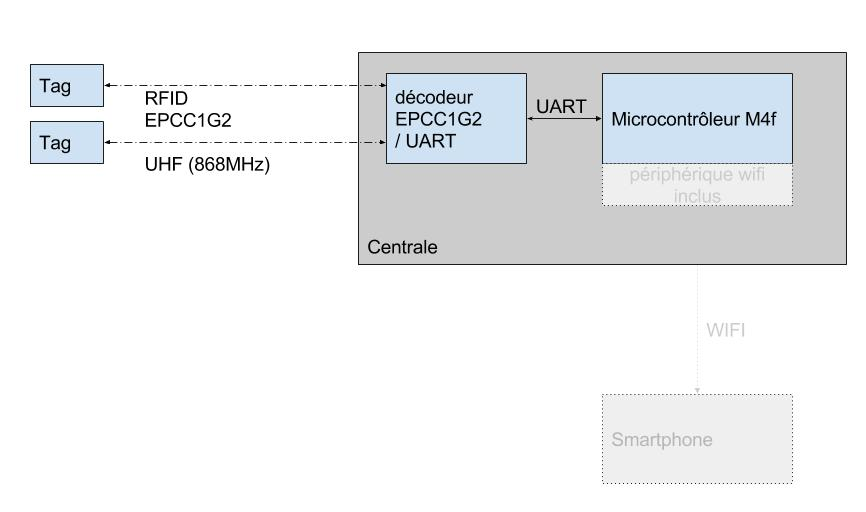 Tag
RFID
EPCC1G2
Tag
UHF (868MHz)
décodeur
EPCC1G2
/ UART
UART
Microcontrôleur M4f
périphérique wifi
inclus
Centrale
WIFI
Smartphone